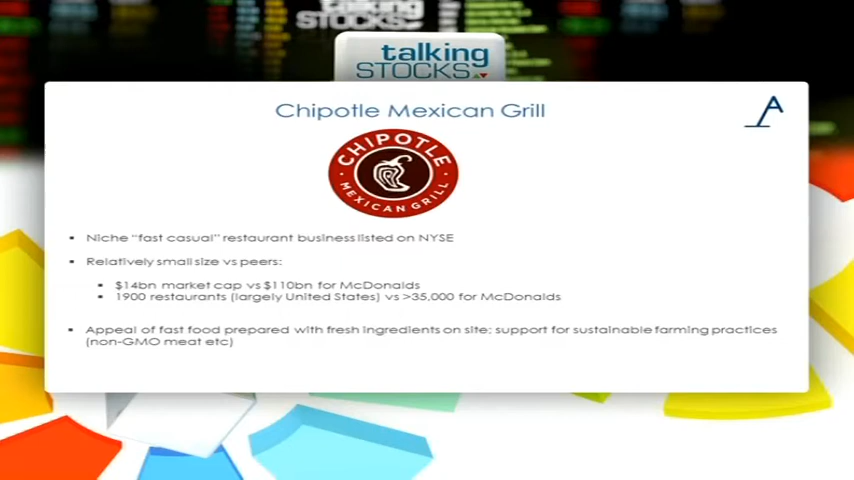 talking
STOCKS
talking
STOCKS
Chipotle Mexican Grill
A
CHIPOTLE
MEXICAN GRILL
Niche “fast casual” restaurant business listed on NYSE
Relatively small size vs peers:
$14bn market cap vs $110bn for McDonalds
1900 restaurants (largely United States) vs >35,000 for McDonalds
Appeal of fast food prepared with fresh ingredients on site; support for sustainable farming practices
(non-GMO meat etc)